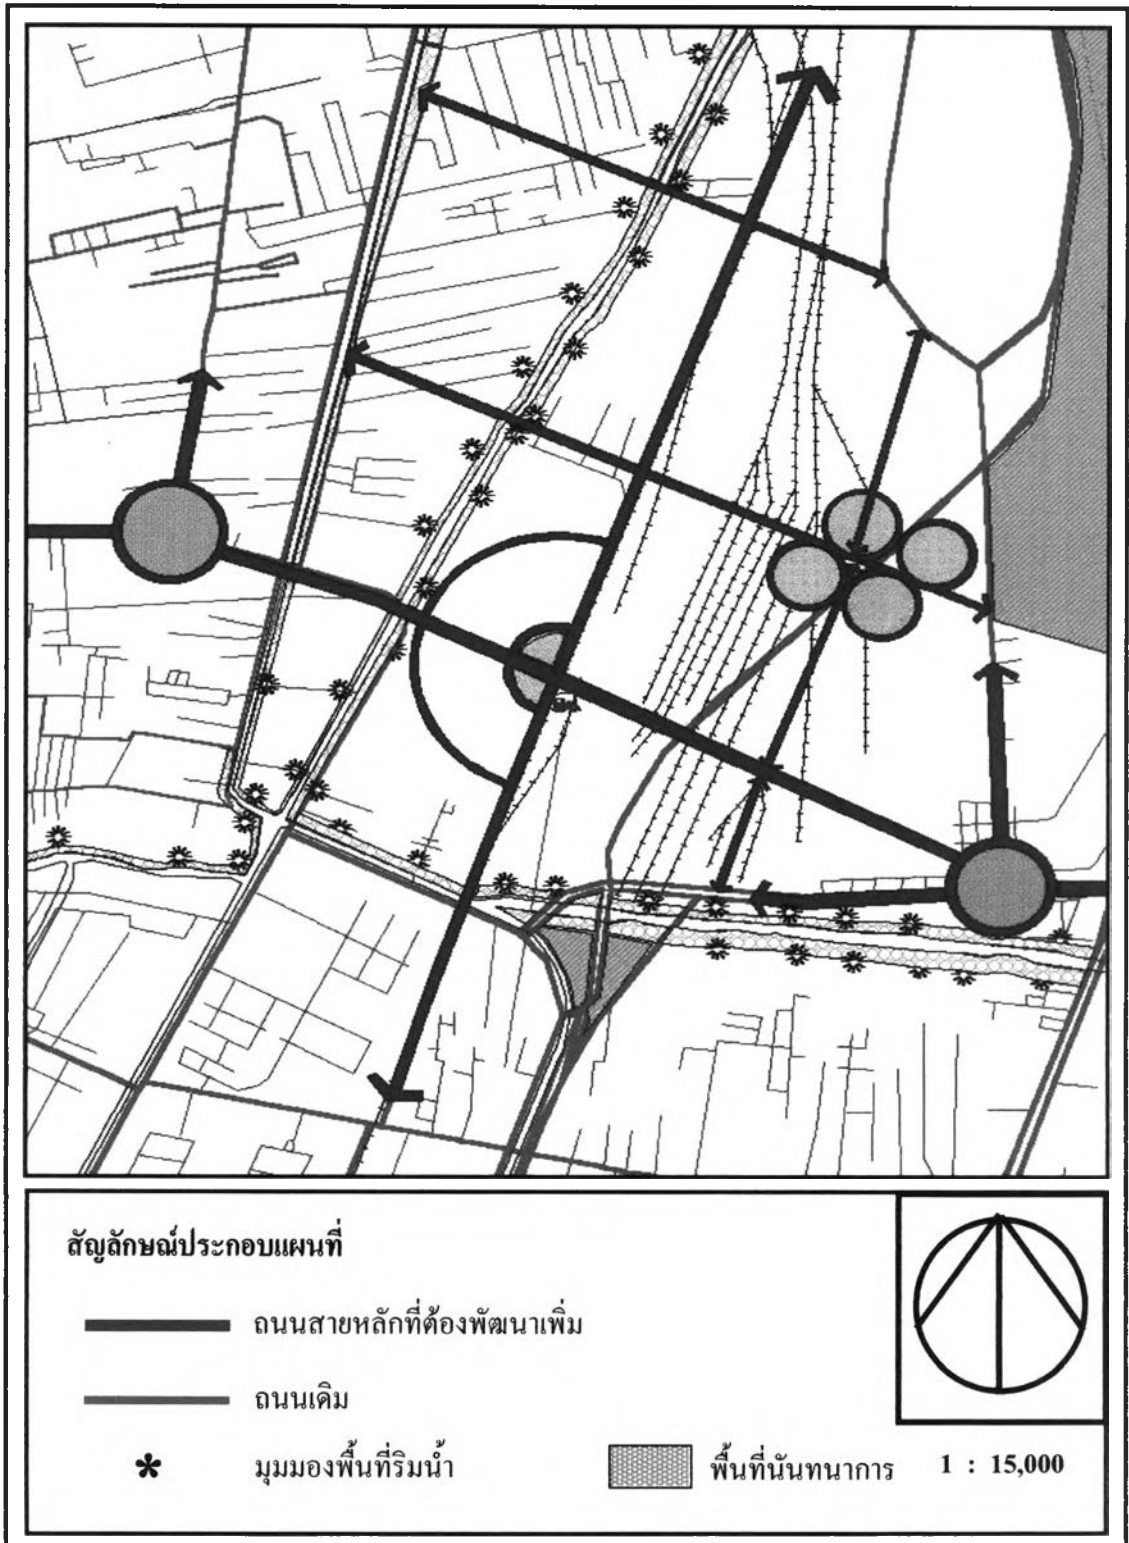 สัญลักษณ์ประกอบแผนที่
ถนนสายหลักที่ต้องพัฒนาเพิ่ม
ถนนเดิม
มุมมองพื้นที่ริมน้ำ
พื้นที่นันทนาการ
1 : 15,000